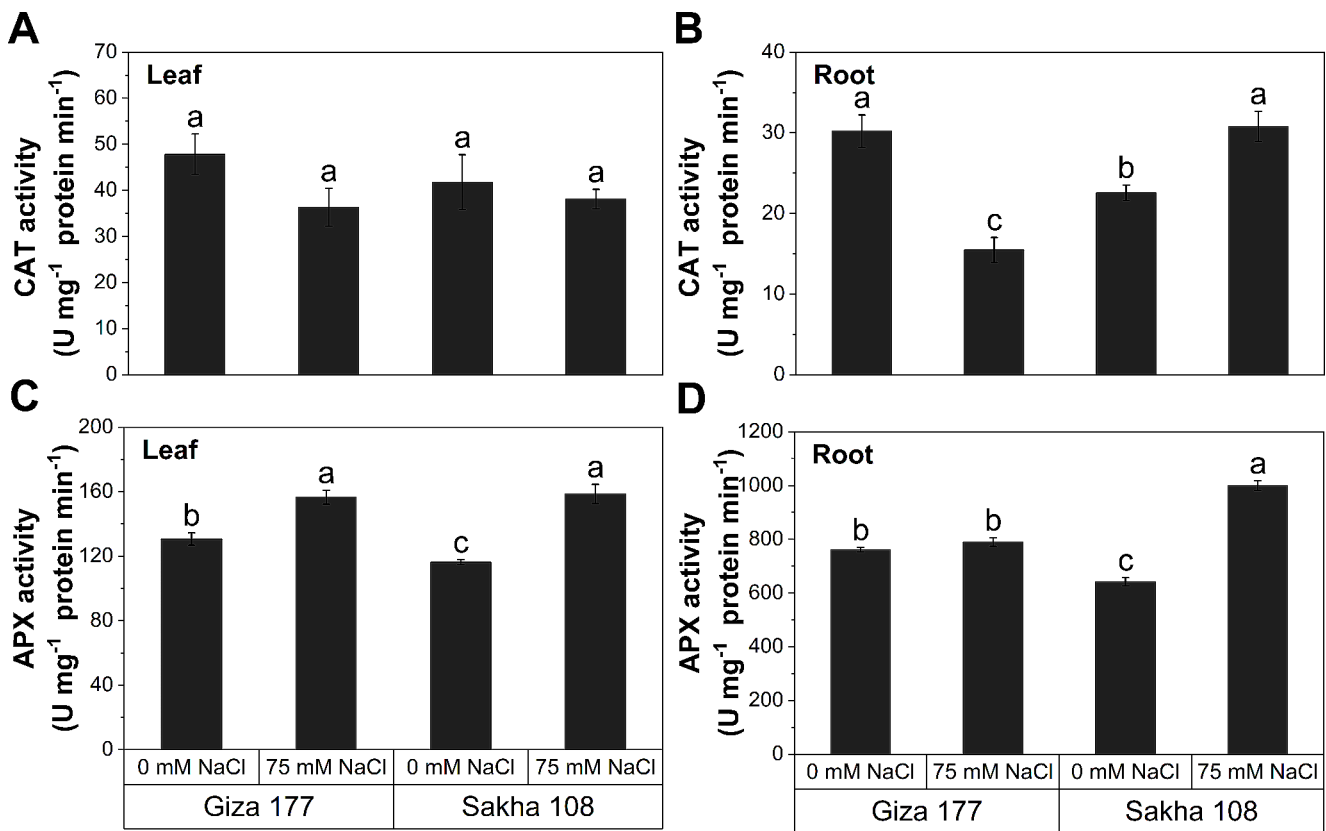 A
CAT activity
(U mg⁻¹ protein min⁻¹)
70
60
50
40
30
20
10
0
Leaf
a
a
a
a
B
CAT activity
(U mg⁻¹ protein min⁻¹)
40
30
20
10
0
Root
a
c
b
a
C
APX activity
(U mg⁻¹ protein min⁻¹)
200
160
120
80
40
0
Leaf
b
a
c
a
0 mM NaCl 75 mM NaCl 0 mM NaCl 75 mM NaCl
Giza 177 Sakha 108
D
APX activity
(U mg⁻¹ protein min⁻¹)
1200
1000
800
600
400
200
0
Root
b
b
c
a
0 mM NaCl 75 mM NaCl 0 mM NaCl 75 mM NaCl
Giza 177 Sakha 108